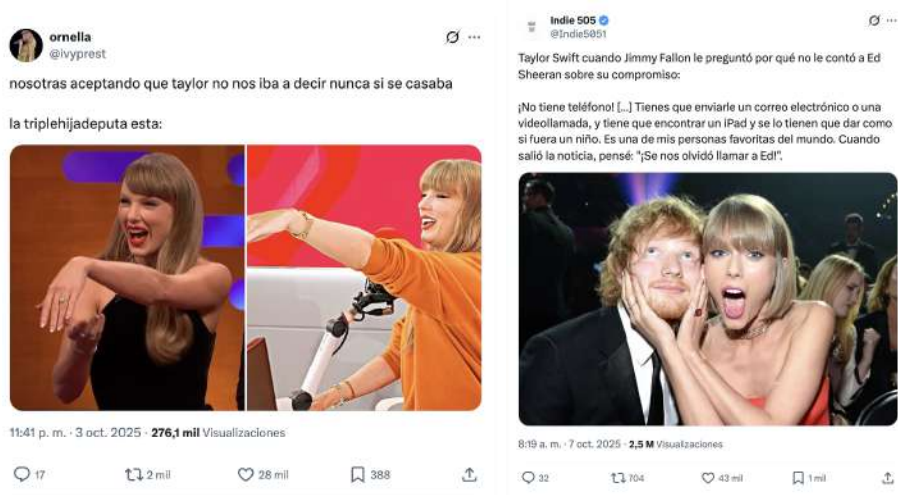 ornella
@ivyprest
nosotras aceptando que taylor no nos iba a decir nunca si se casaba
la triplehijadeputa esta:
11:41 p. m. · 3 oct. 2025 · 276,1 mil Visualizaciones
17
2 mil
28 mil
388
Indie 505
@Indie5051
Taylor Swift cuando Jimmy Fallon le preguntó por qué no le contó a Ed
Sheeran sobre su compromiso:
¡No tiene teléfono! [...] Tienes que enviarle un correo electrónico o una
videollamada, y tiene que encontrar un iPad y se lo tienen que dar como
si fuera un niño. Es una de mis personas favoritas del mundo. Cuando
salió la noticia, pensé: "¡Se nos olvidó llamar a Ed!".
8:19 a. m. · 7 oct. 2025 · 2,5 M Visualizaciones
32
704
43 mil
1 mil